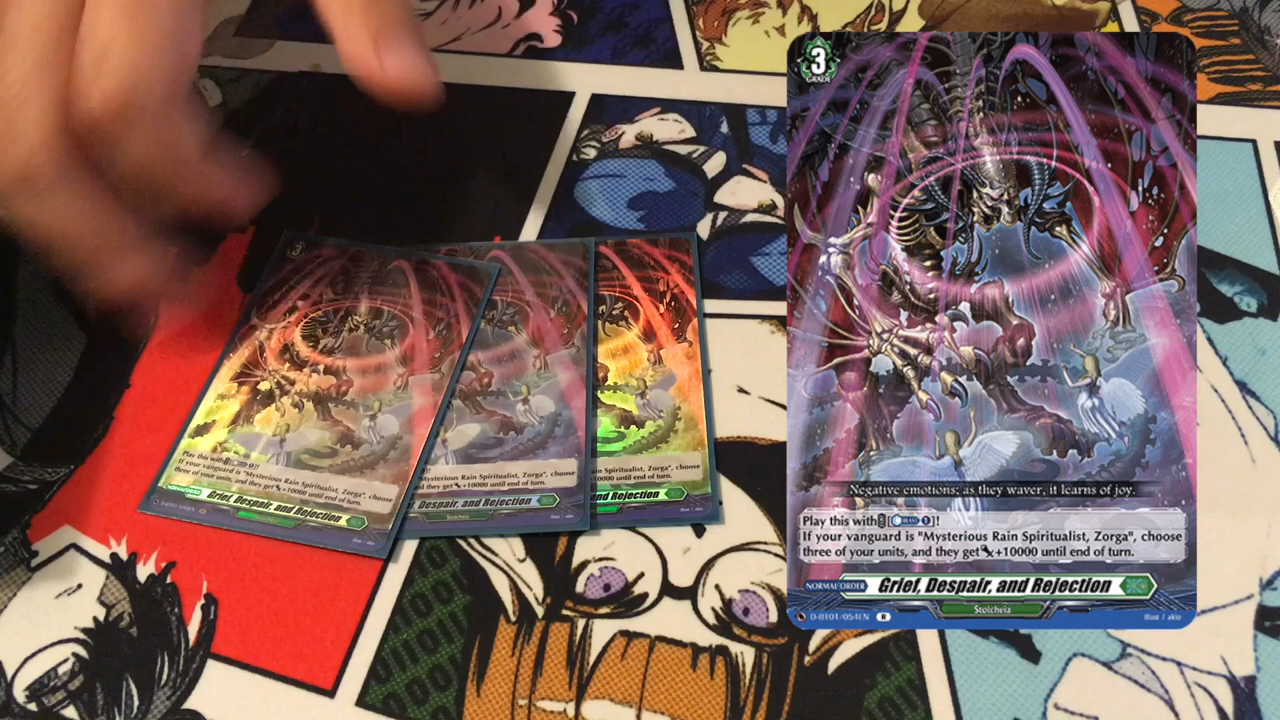 3
GRADE
Negative emotions; as they waver, it learns of joy.
Play this with [BLAST 1]!
If your vanguard is "Mysterious Rain Spiritualist, Zorga", choose
three of your units, and they get +10000 until end of turn.
NORMAL ORDER
Grief, Despair, and Rejection
Stoicheia
D-BT01/054EN R
Illust / akio
3
Play this with
If your vanguard is "Mysterious Rain Spiritualist, Zorga", choose
three of your units, and they get +10000 until end of turn.
Grief, Despair, and Rejection
Mysterious Rain Spiritualist, Zorga", choose
and they get +10000 until end of turn.
Despair, and Rejection
Stoicheia
ain Spiritualist, Zorga", choose
+10000 until end of turn.
and Rejection